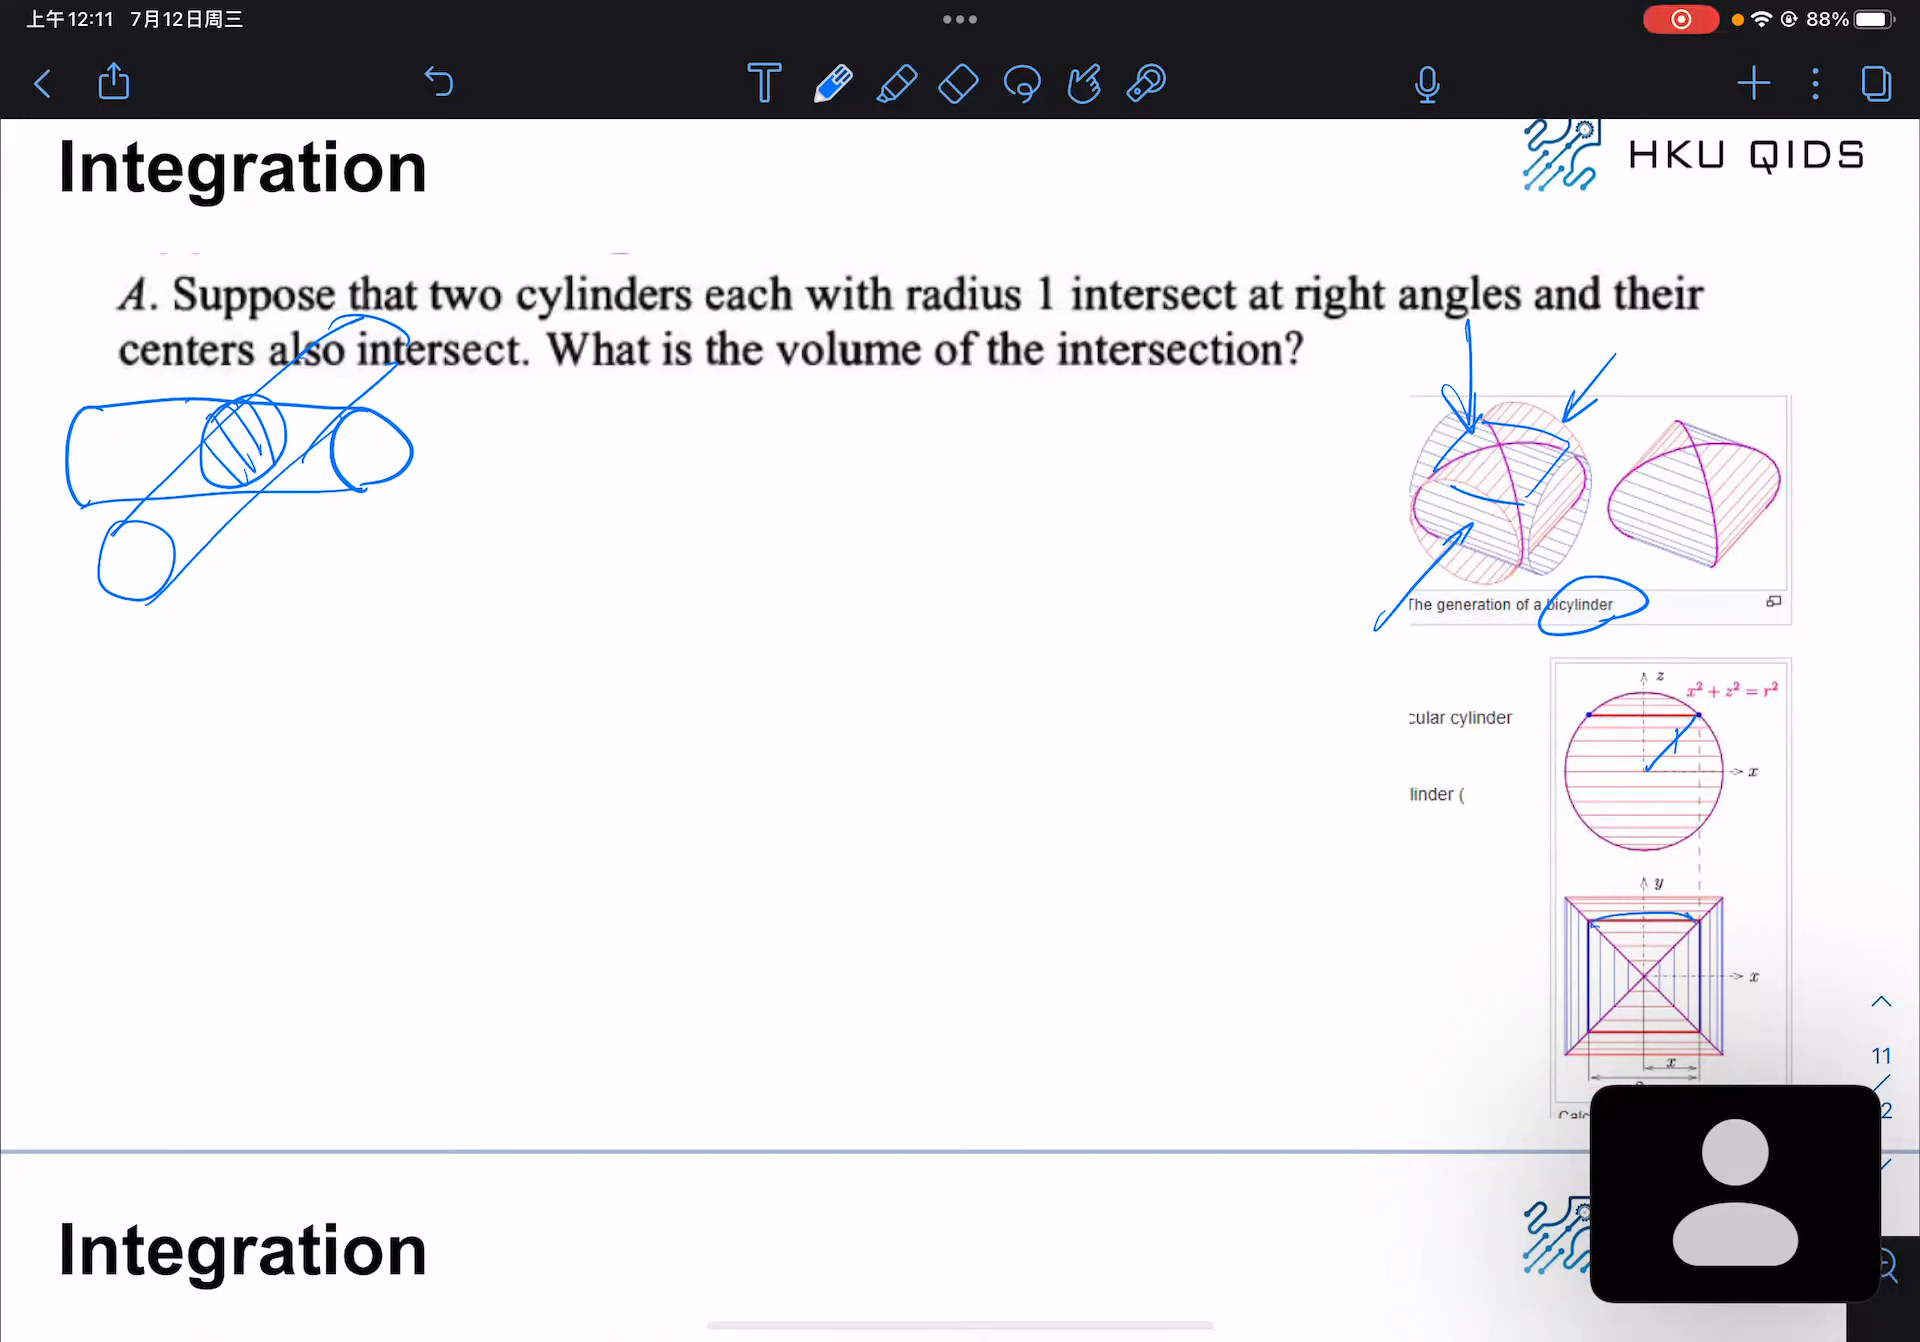 上午12:11 7月12日周三
88%
Integration
HKU QIDS
A. Suppose that two cylinders each with radius 1 intersect at right angles and their
centers also intersect. What is the volume of the intersection?
The generation of a bicylinder
z
x² + z² = r²
cular cylinder
x
linder (
y
x
x
11
2
Calc
Integration